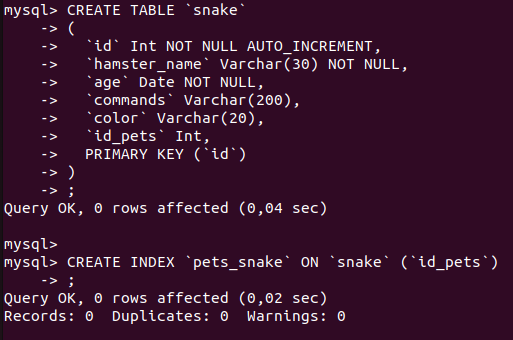 mysql> CREATE TABLE `snake`
    -> (
    ->   `id` Int NOT NULL AUTO_INCREMENT,
    ->   `hamster_name` Varchar(30) NOT NULL,
    ->   `age` Date NOT NULL,
    ->   `commands` Varchar(200),
    ->   `color` Varchar(20),
    ->   `id_pets` Int,
    ->   PRIMARY KEY (`id`)
    -> )
    -> ;
Query OK, 0 rows affected (0,04 sec)

mysql>
mysql> CREATE INDEX `pets_snake` ON `snake` (`id_pets`)
    -> ;
Query OK, 0 rows affected (0,02 sec)
Records: 0  Duplicates: 0  Warnings: 0